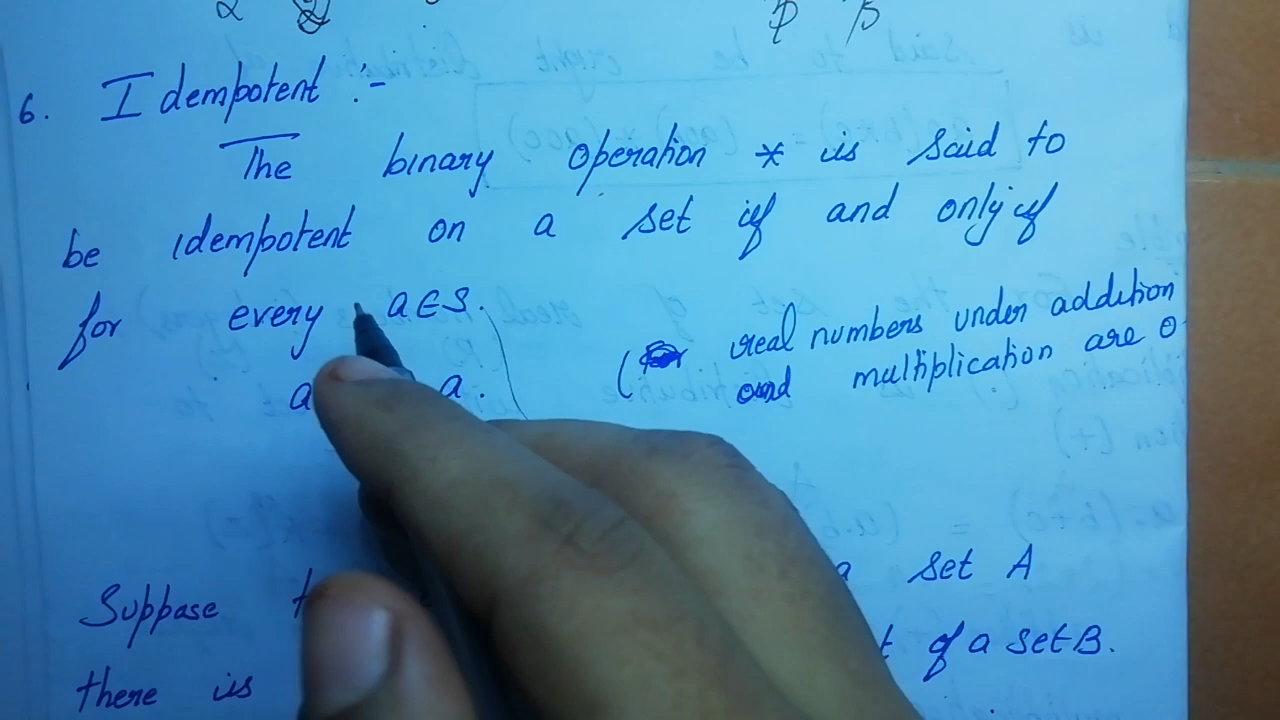 α
β
6. Idempotent :-
The binary operation * is said to
be idempotent on a set if and only if
for every a∈S.
a a.
( real numbers under addition
and multiplication are
a set A
Suppase
of a set B.
there is